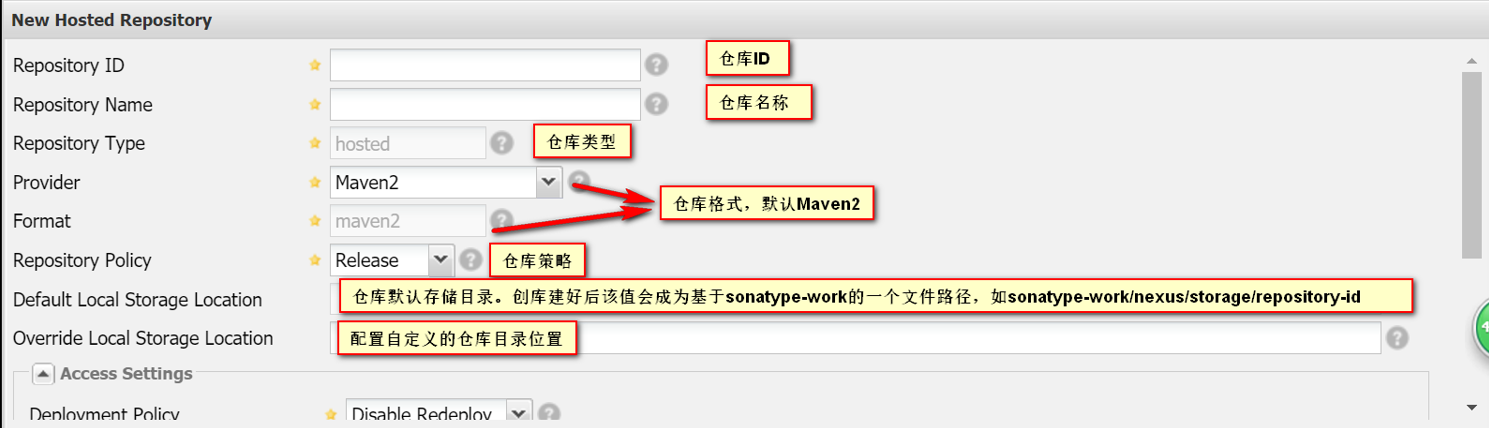 New Hosted Repository
Repository ID
仓库ID
Repository Name
仓库名称
Repository Type
hosted
仓库类型
Provider
Maven2
仓库格式，默认Maven2
Format
maven2
Repository Policy
Release
仓库策略
Default Local Storage Location
仓库默认存储目录。创库建好后该值会成为基于sonatype-work的一个文件路径，如sonatype-work/nexus/storage/repository-id
Override Local Storage Location
配置自定义的仓库目录位置
Access Settings
Deployment Policy
Disable Redeploy